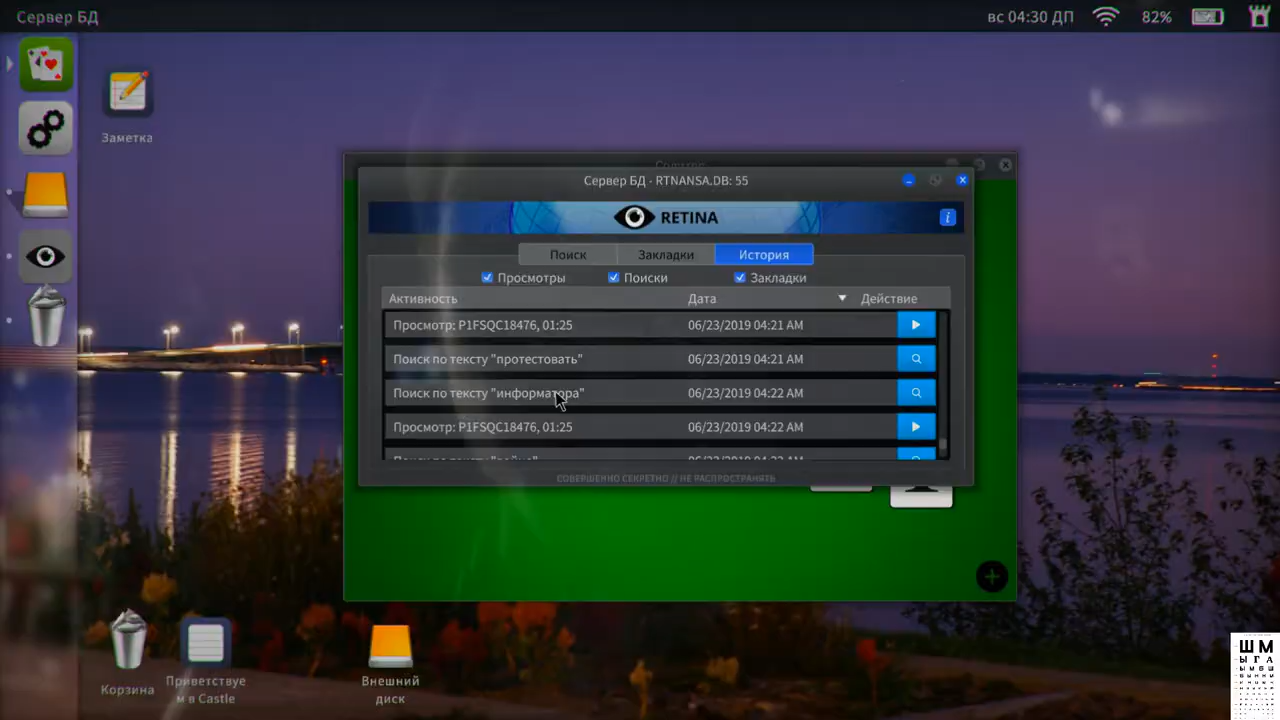 Сервер БД
вс 04:30 ДП
82%
Заметка
Сервер БД - RTNANSA.DB: 55
RETINA
Поиск
Закладки
История
Просмотры
Поиски
Закладки
Активность
Дата
Действие
Просмотр: P1FSQC18476, 01:25
06/23/2019 04:21 AM
Поиск по тексту "протестовать"
06/23/2019 04:21 AM
Поиск по тексту "информатора"
06/23/2019 04:22 AM
Просмотр: P1FSQC18476, 01:25
06/23/2019 04:22 AM
СОВЕРШЕННО СЕКРЕТНО // НЕ РАСПРОСТРАНЯТЬ
Корзина
Приветствуе
м в Castle
Внешний
диск
Ш М
Ы Г А